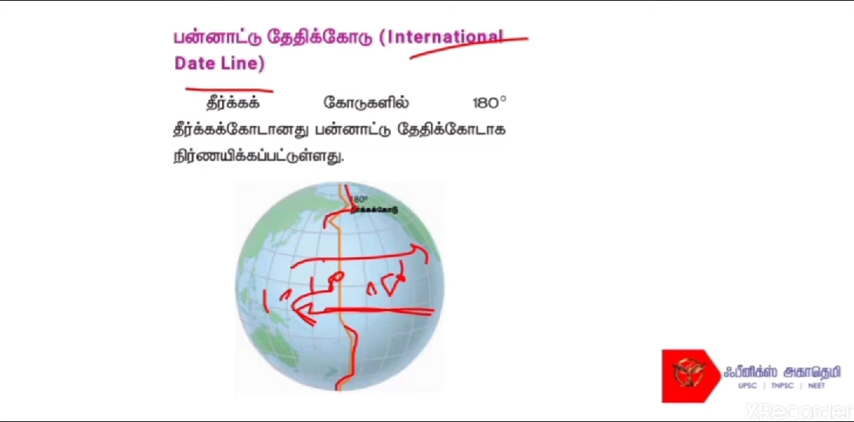 பன்னாட்டு தேதிக்கோடு (International
Date Line)
தீர்க்கக் கோடுகளில் 180°
தீர்க்கக்கோடானது பன்னாட்டு தேதிக்கோடாக
நிர்ணயிக்கப்பட்டுள்ளது.
180°
தீர்க்கக்கோடு
ஃபீனிக்ஸ் அகாதெமி
UPSC | TNPSC | NEET
XRecorder